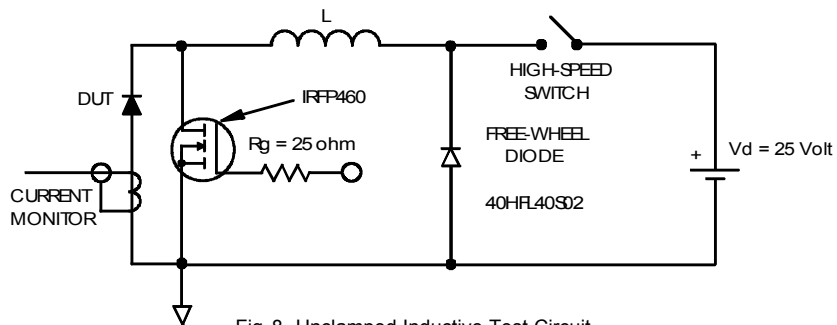 L
HIGH-SPEED
SWITCH
DUT
IRFP460
Rg = 25 ohm
FREE-WHEEL
DIODE
+
Vd = 25 Volt
40HFL40S02
CURRENT
MONITOR
Fig. 8 - Unclamped Inductive Test Circuit